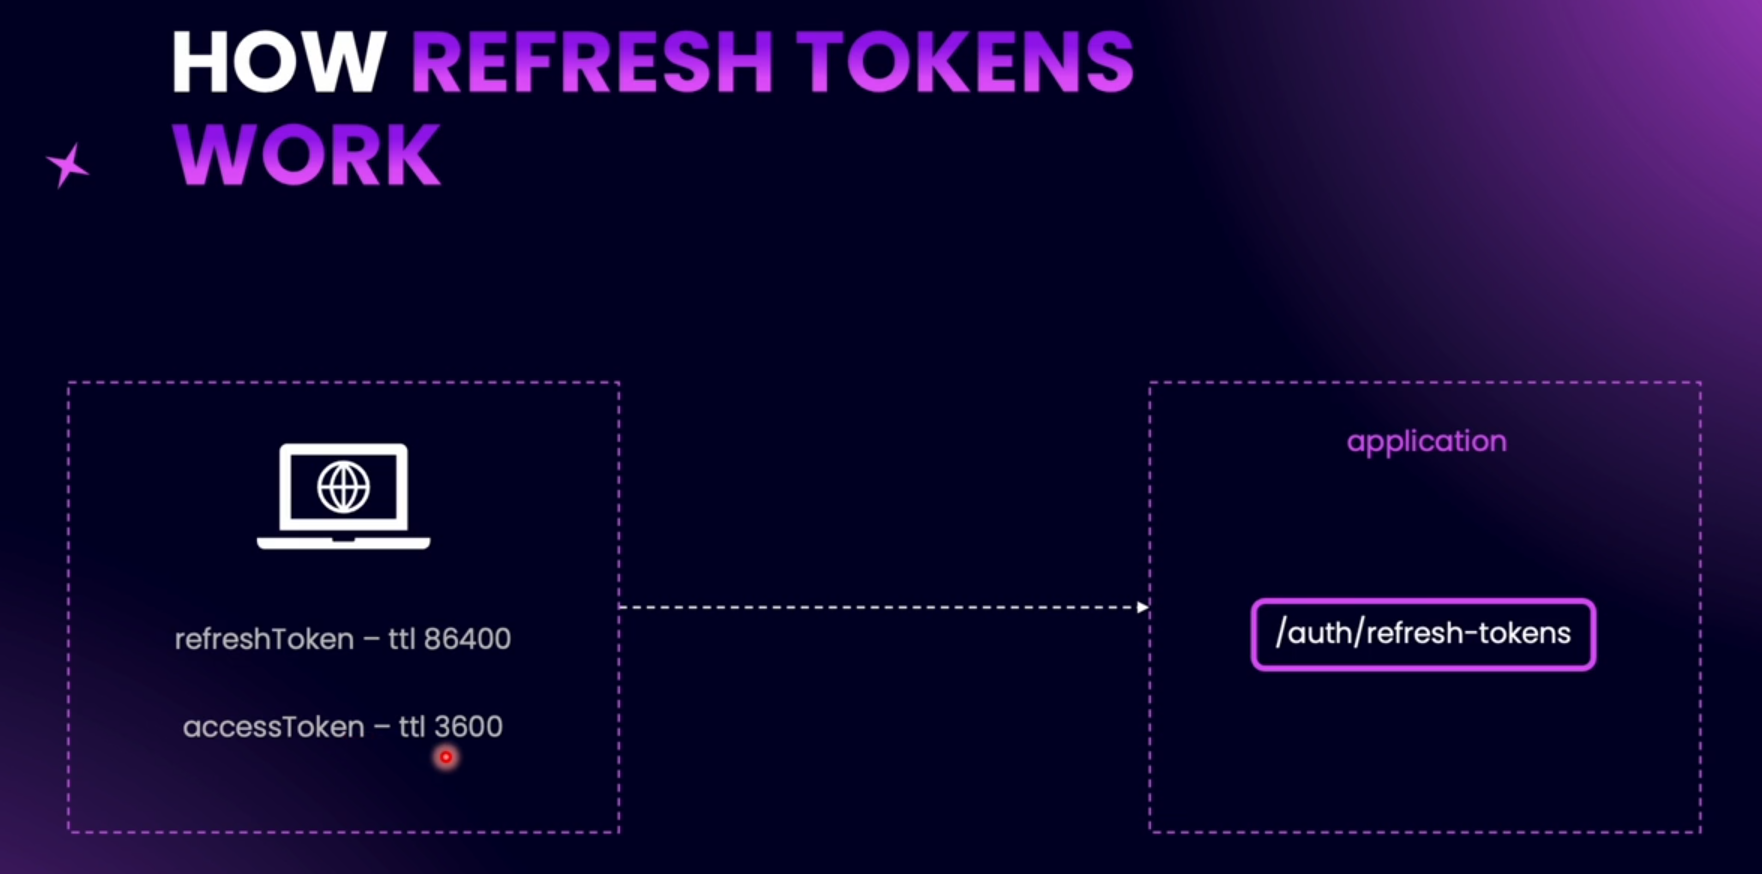 HOW REFRESH TOKENS
WORK
application
refreshToken – ttl 86400
/auth/refresh-tokens
accessToken – ttl 3600